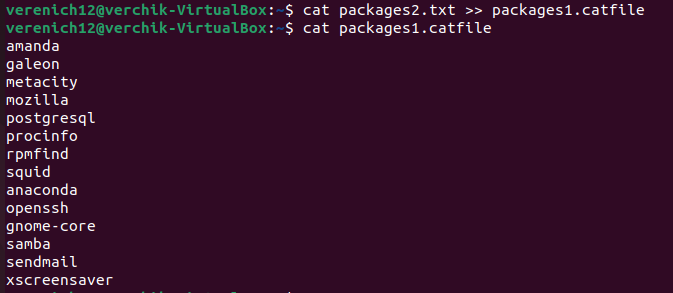 verenich12@verchik-VirtualBox:~$ cat packages2.txt >> packages1.catfile
verenich12@verchik-VirtualBox:~$ cat packages1.catfile
amanda
galeon
metacity
mozilla
postgresql
procinfo
rpmfind
squid
anaconda
openssh
gnome-core
samba
sendmail
xscreensaver